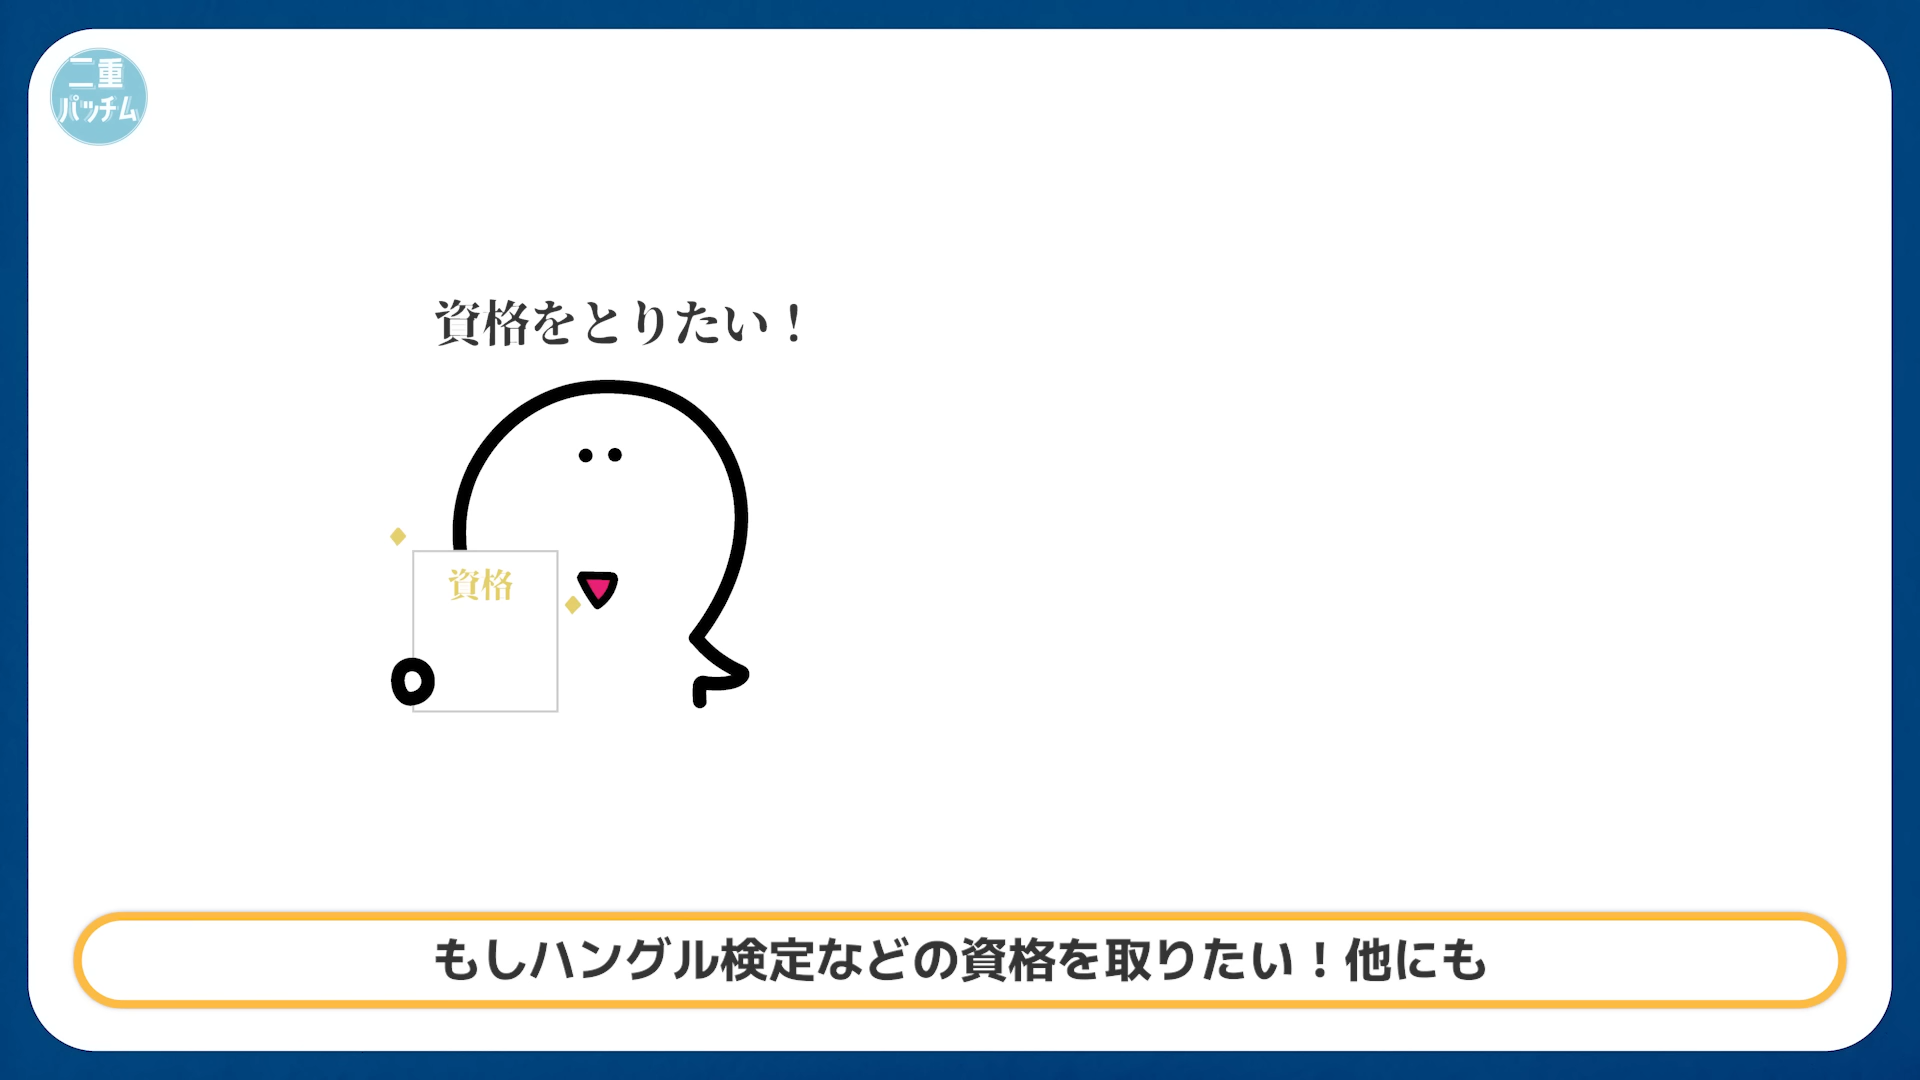 二重
パッチム
資格をとりたい！
資格
もしハングル検定などの資格を取りたい！他にも